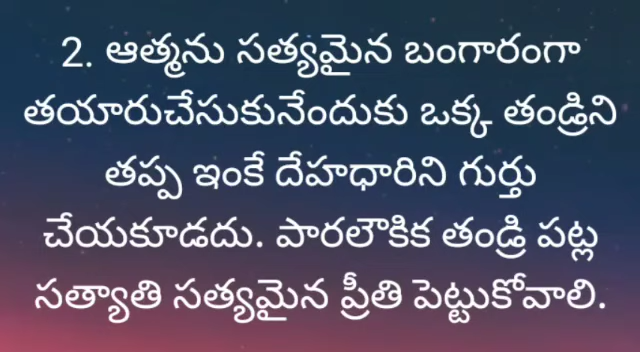 2. ఆత్మను సత్యమైన బంగారంగా
తయారుచేసుకునేందుకు ఒక్క తండ్రిని
తప్ప ఇంకే దేహధారిని గుర్తు
చేయకూడదు. పారలౌకిక తండ్రి పట్ల
సత్యాతి సత్యమైన ప్రీతి పెట్టుకోవాలి.